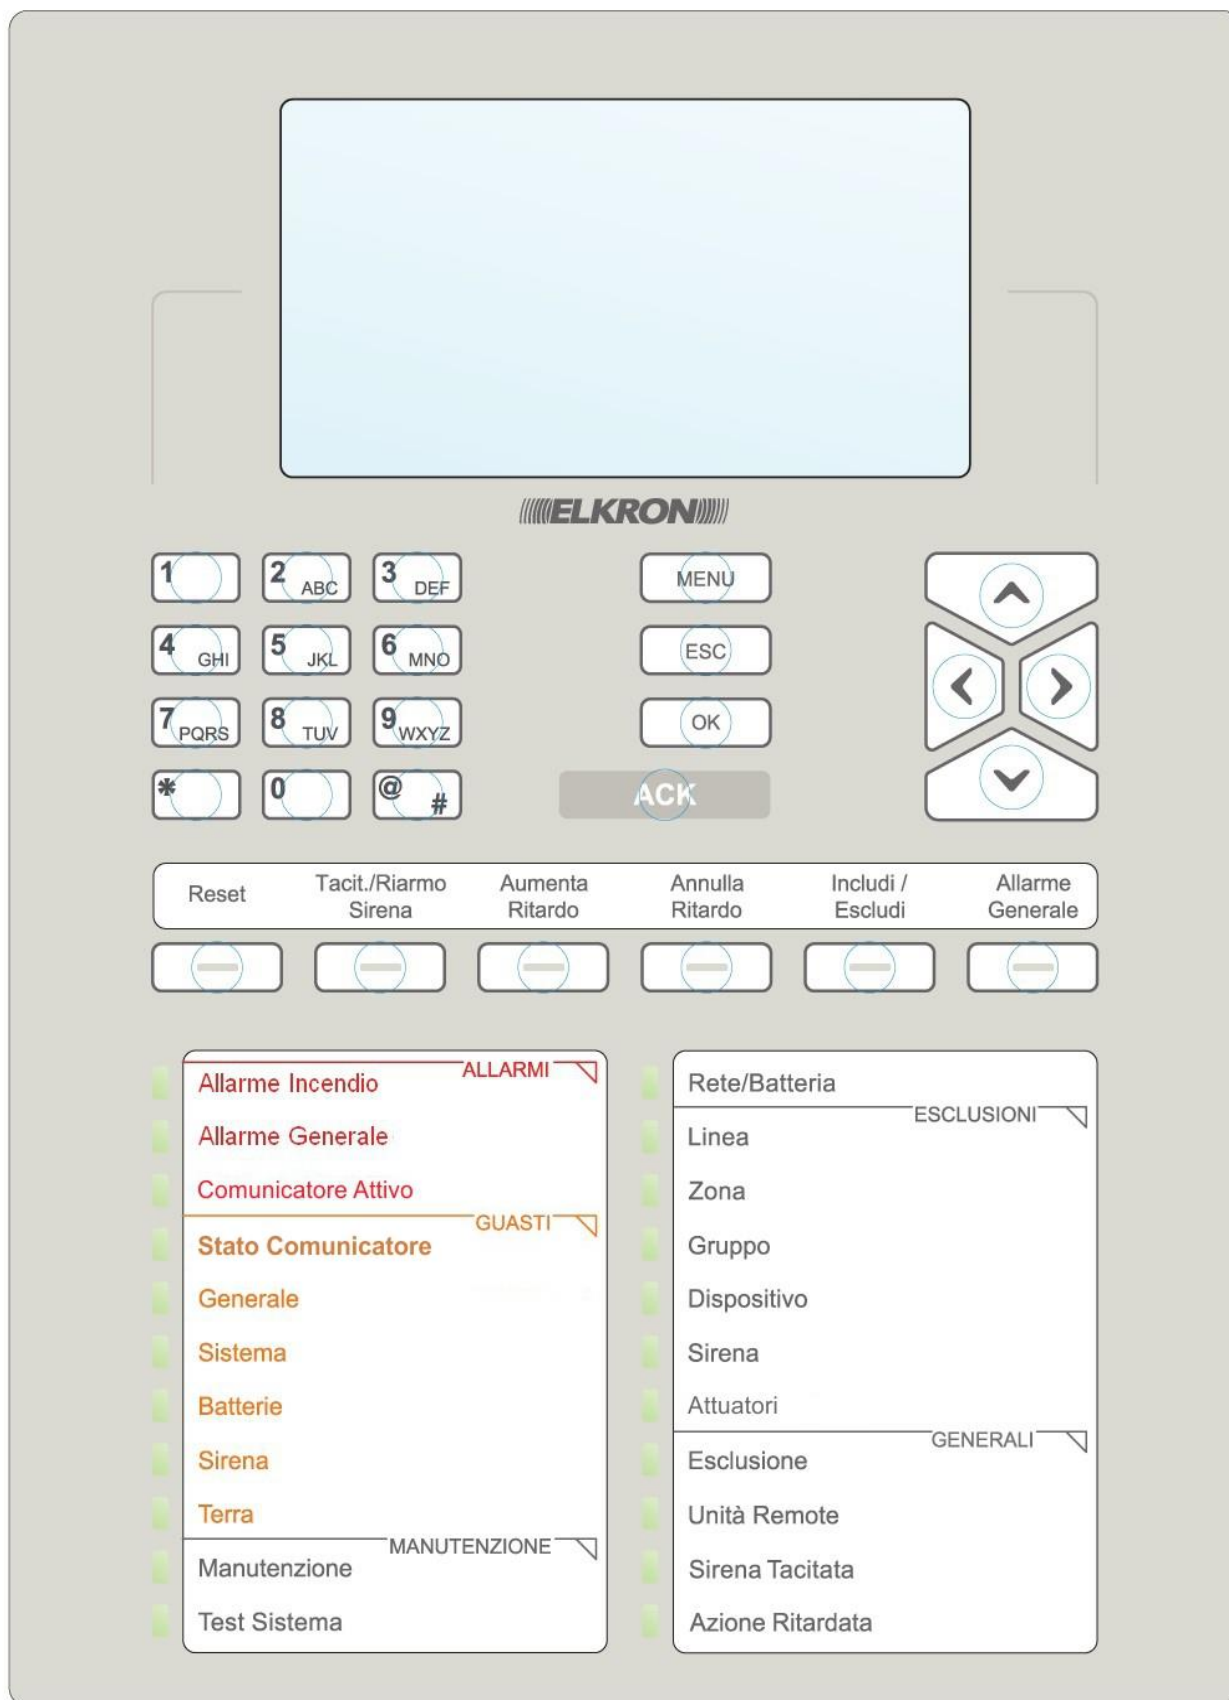 ELKRON
1
2 ABC
3 DEF
MENU
4 GHI
5 JKL
6 MNO
ESC
7 PQRS
8 TUV
9 WXYZ
OK
*
0
@ #
ACK
Reset
Tacit./Riarmo
Sirena
Aumenta
Ritardo
Annulla
Ritardo
Includi /
Escludi
Allarme
Generale
ALLARMI
Allarme Incendio
Allarme Generale
Comunicatore Attivo
GUASTI
Stato Comunicatore
Generale
Sistema
Batterie
Sirena
Terra
MANUTENZIONE
Manutenzione
Test Sistema
Rete/Batteria
ESCLUSIONI
Linea
Zona
Gruppo
Dispositivo
Sirena
Attuatori
GENERALI
Esclusione
Unità Remote
Sirena Tacitata
Azione Ritardata